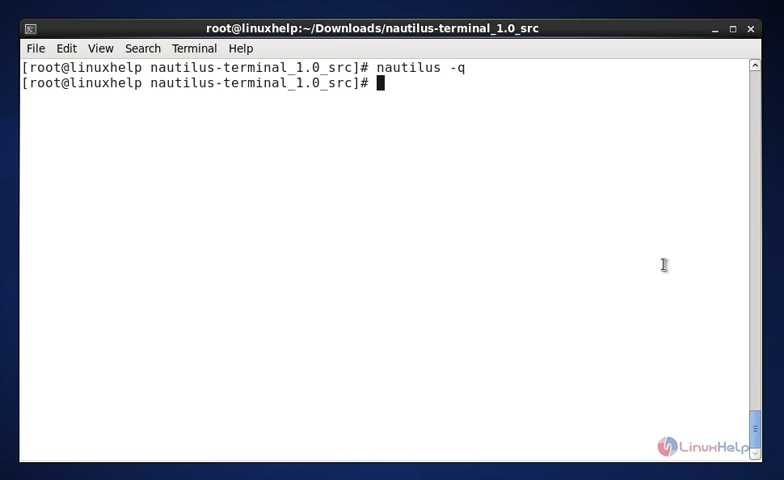 root@linuxhelp:~/Downloads/nautilus-terminal_1.0_src
File Edit View Search Terminal Help
[root@linuxhelp nautilus-terminal_1.0_src]# nautilus -q
[root@linuxhelp nautilus-terminal_1.0_src]#
LinuxHelp